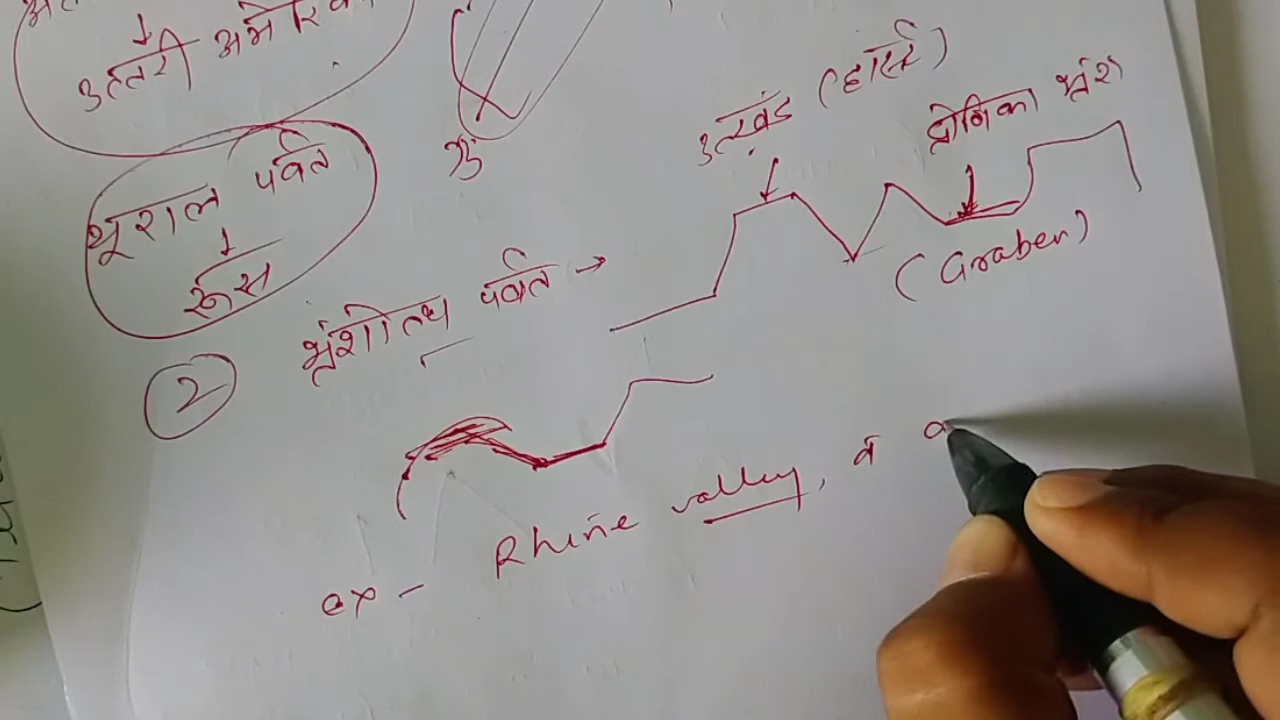 उत्तरी अमेरिका
यूराल पर्वत
रूस
उत्खंड (हार्स्ट)
द्रोणिका भ्रंश
(Graben)
② भ्रंशोत्थ पर्वत →
ex - Rhine valley, व